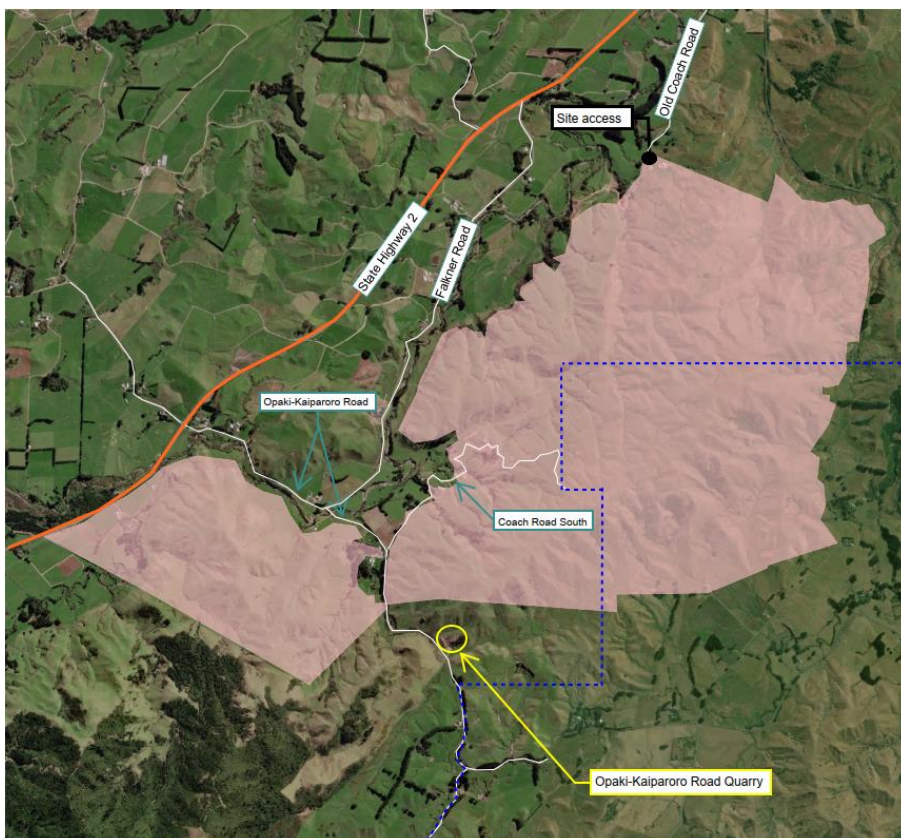 Old Coach Road
Site access
State Highway 2
Falkner Road
Opaki-Kaiparoro Road
Coach Road South
Opaki-Kaiparoro Road Quarry